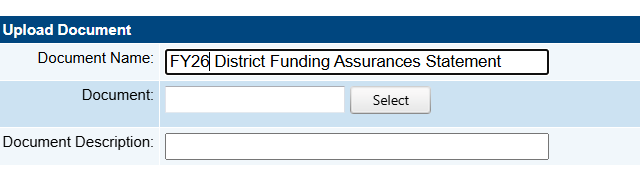 Upload Document
Document Name: FY26 District Funding Assurances Statement
Document: Select
Document Description: